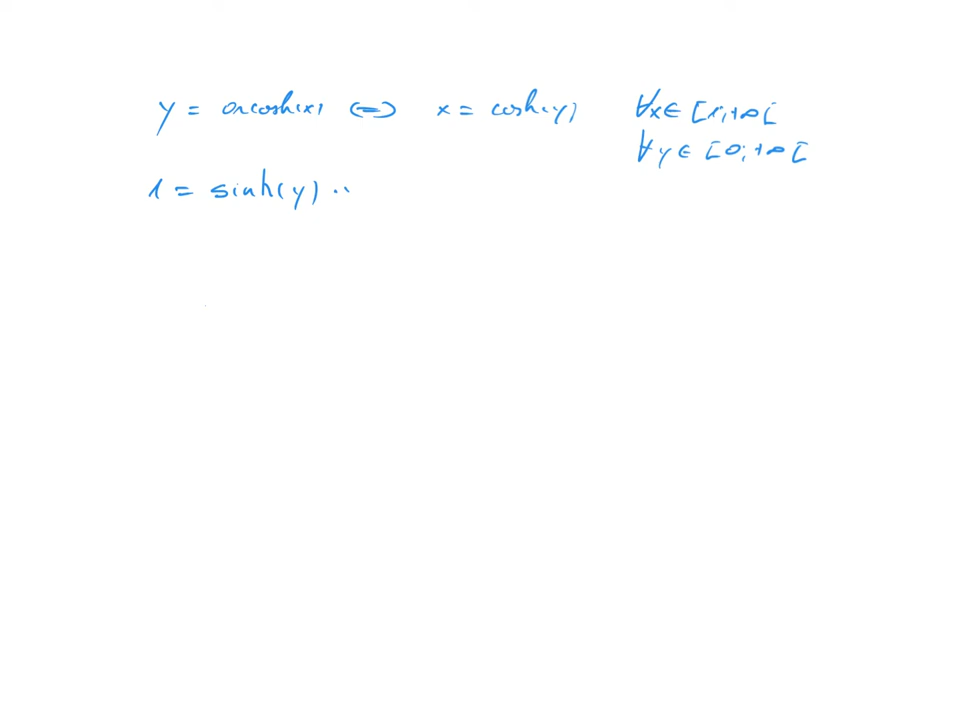 y = arcosh(x) ⟺ x = cosh(y) ∀x ∈ [1;+∞[
∀y ∈ [0;+∞[
1 = sinh(y) ..